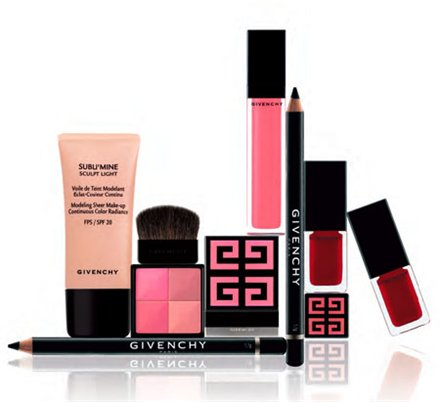 GIVENCHY
SUBLI'MINE
SCULPT LIGHT
Voile de Teint Modelant
Éclat-Couleur Continu
Modeling Sheer Make-up
Continuous Color Radiance
FPS / SPF 20
GIVENCHY
GIVENCHY
GIVENCHY
PARIS